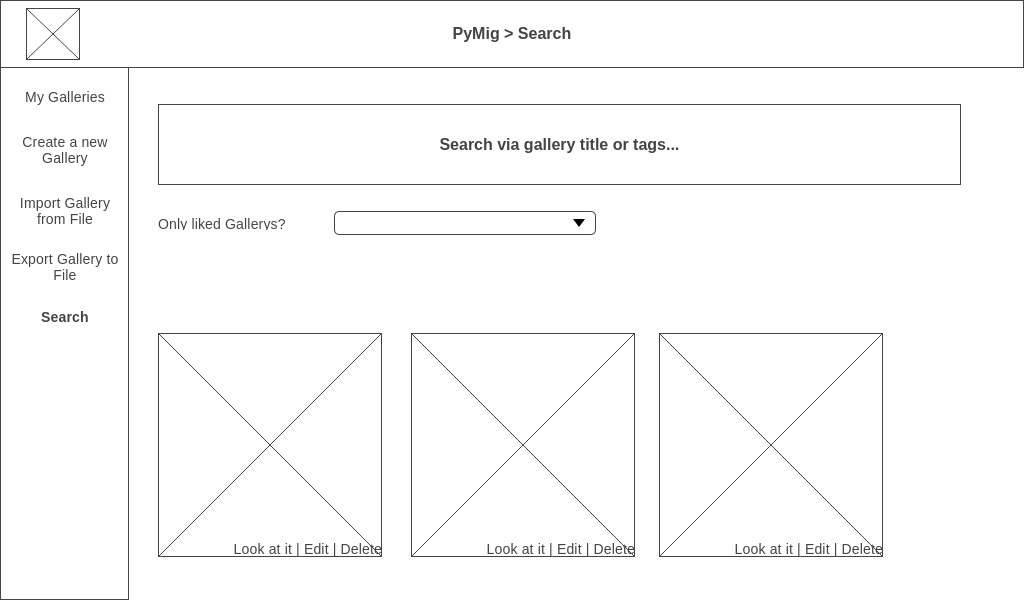 PyMig > Search
My Galleries
Create a new
Gallery
Import Gallery
from File
Export Gallery to
File
Search
Search via gallery title or tags...
Only liked Gallerys?
Look at it | Edit | Delete
Look at it | Edit | Delete
Look at it | Edit | Delete